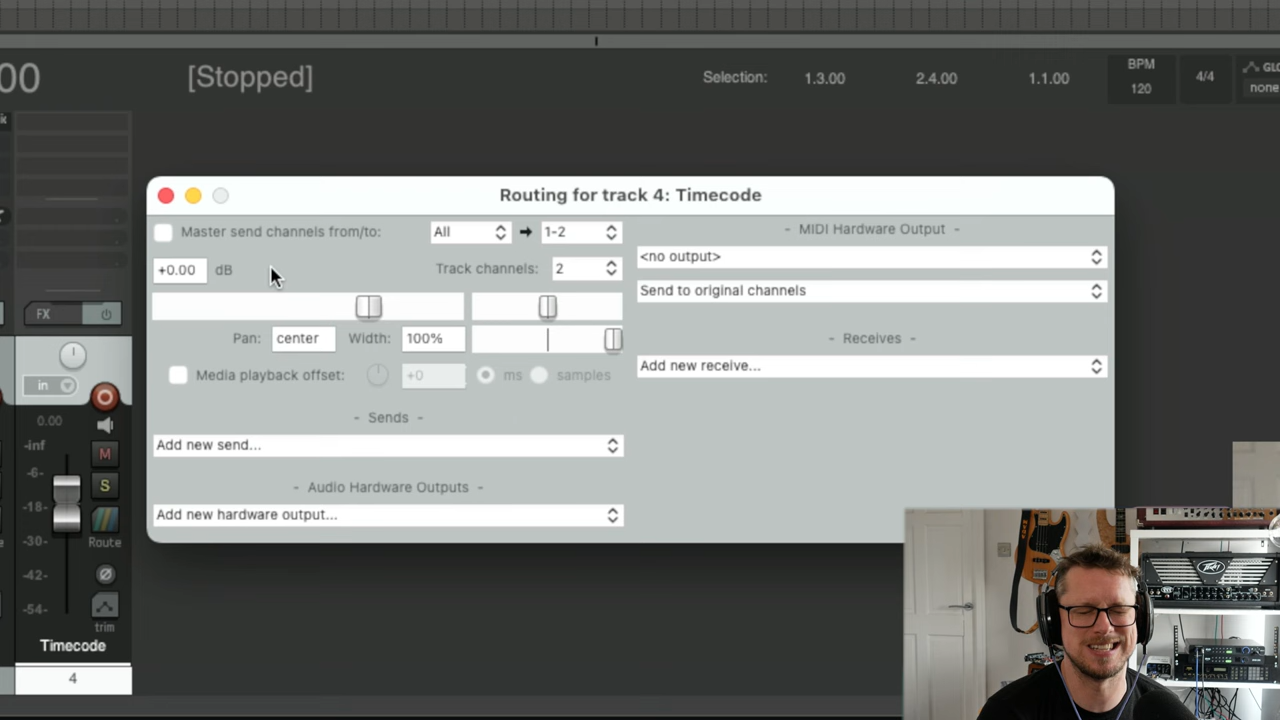 00
[Stopped]
Selection: 1.3.00 2.4.00 1.1.00
BPM
120
4/4
GLO
none
Routing for track 4: Timecode
Master send channels from/to: All 1-2
+0.00 dB
Track channels: 2
Pan: center Width: 100%
Media playback offset: +0 ms samples
- Sends -
Add new send...
- Audio Hardware Outputs -
Add new hardware output...
- MIDI Hardware Output -
<no output>
Send to original channels
- Receives -
Add new receive...
k
FX
in
0.00
-inf
-6-
-18-
-30-
-42-
-54-
M
S
Route
trim
Timecode
4
PEAVEY